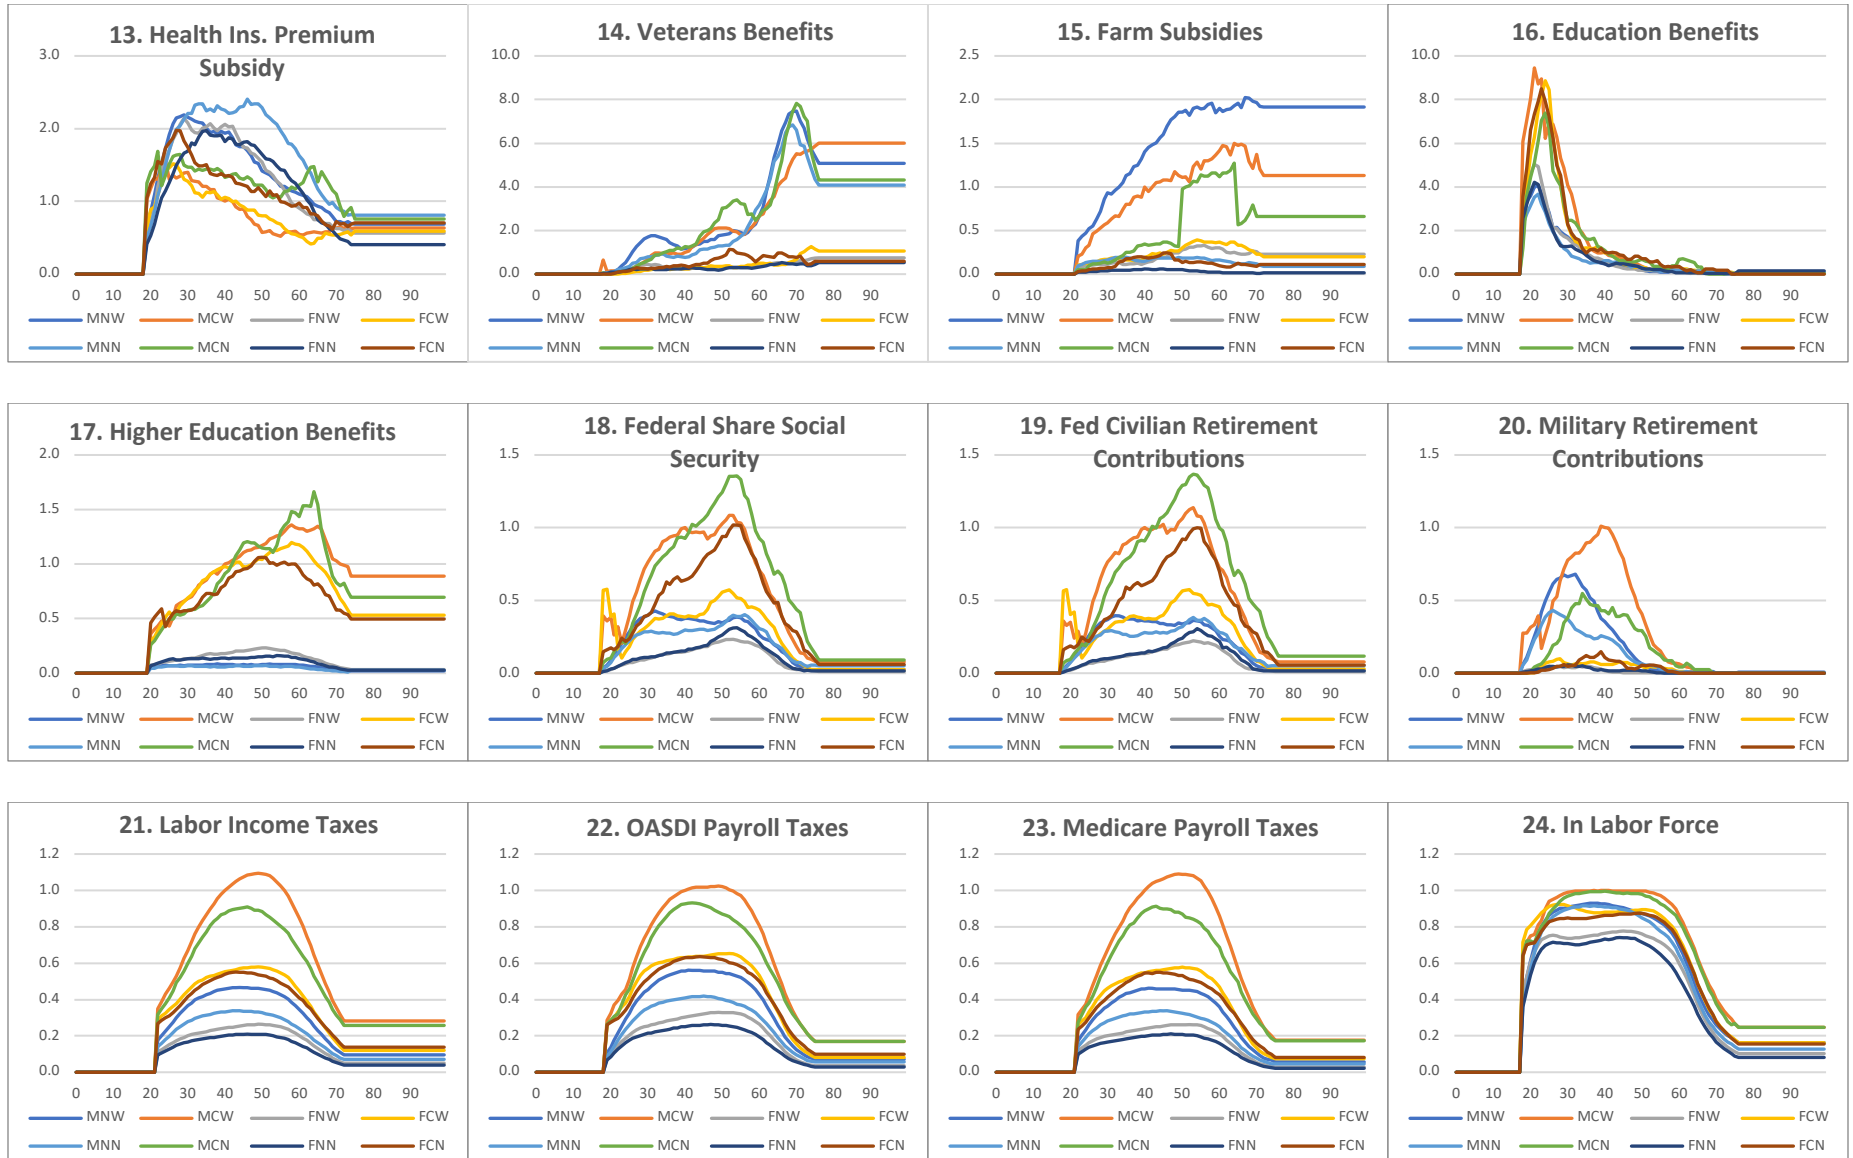 13. Health Ins. Premium
Subsidy
3.0
2.0
1.0
0.0
0 10 20 30 40 50 60 70 80 90
MNW MCW FNW FCW
MNN MCN FNN FCN
14. Veterans Benefits
10.0
8.0
6.0
4.0
2.0
0.0
0 10 20 30 40 50 60 70 80 90
MNW MCW FNW FCW
MNN MCN FNN FCN
15. Farm Subsidies
2.5
2.0
1.5
1.0
0.5
0.0
0 10 20 30 40 50 60 70 80 90
MNW MCW FNW FCW
MNN MCN FNN FCN
16. Education Benefits
10.0
8.0
6.0
4.0
2.0
0.0
0 10 20 30 40 50 60 70 80 90
MNW MCW FNW FCW
MNN MCN FNN FCN
17. Higher Education Benefits
2.0
1.5
1.0
0.5
0.0
0 10 20 30 40 50 60 70 80 90
MNW MCW FNW FCW
MNN MCN FNN FCN
18. Federal Share Social
Security
1.5
1.0
0.5
0.0
0 10 20 30 40 50 60 70 80 90
MNW MCW FNW FCW
MNN MCN FNN FCN
19. Fed Civilian Retirement
Contributions
1.5
1.0
0.5
0.0
0 10 20 30 40 50 60 70 80 90
MNW MCW FNW FCW
MNN MCN FNN FCN
20. Military Retirement
Contributions
1.5
1.0
0.5
0.0
0 10 20 30 40 50 60 70 80 90
MNW MCW FNW FCW
MNN MCN FNN FCN
21. Labor Income Taxes
1.2
1.0
0.8
0.6
0.4
0.2
0.0
0 10 20 30 40 50 60 70 80 90
MNW MCW FNW FCW
MNN MCN FNN FCN
22. OASDI Payroll Taxes
1.2
1.0
0.8
0.6
0.4
0.2
0.0
0 10 20 30 40 50 60 70 80 90
MNW MCW FNW FCW
MNN MCN FNN FCN
23. Medicare Payroll Taxes
1.2
1.0
0.8
0.6
0.4
0.2
0.0
0 10 20 30 40 50 60 70 80 90
MNW MCW FNW FCW
MNN MCN FNN FCN
24. In Labor Force
1.2
1.0
0.8
0.6
0.4
0.2
0.0
0 10 20 30 40 50 60 70 80 90
MNW MCW FNW FCW
MNN MCN FNN FCN